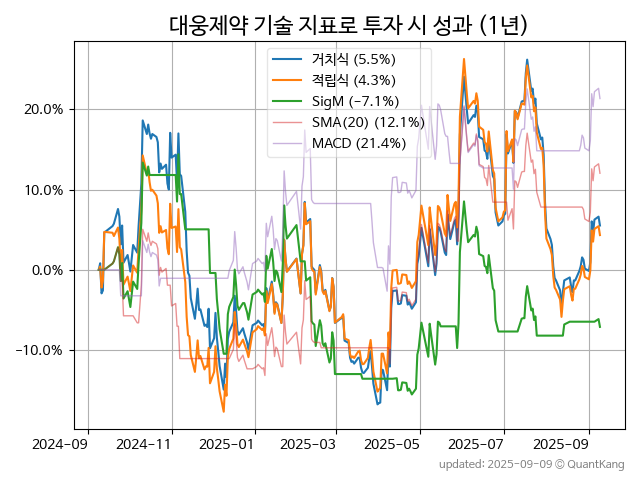 대웅제약 기술 지표로 투자 시 성과 (1년)
거치식 (5.5%)
적립식 (4.3%)
SigM (−7.1%)
SMA(20) (12.1%)
MACD (21.4%)
20.0%
10.0%
0.0%
−10.0%
2024-09 2024-11 2025-01 2025-03 2025-05 2025-07 2025-09
updated: 2025-09-09 ⓒ QuantKang